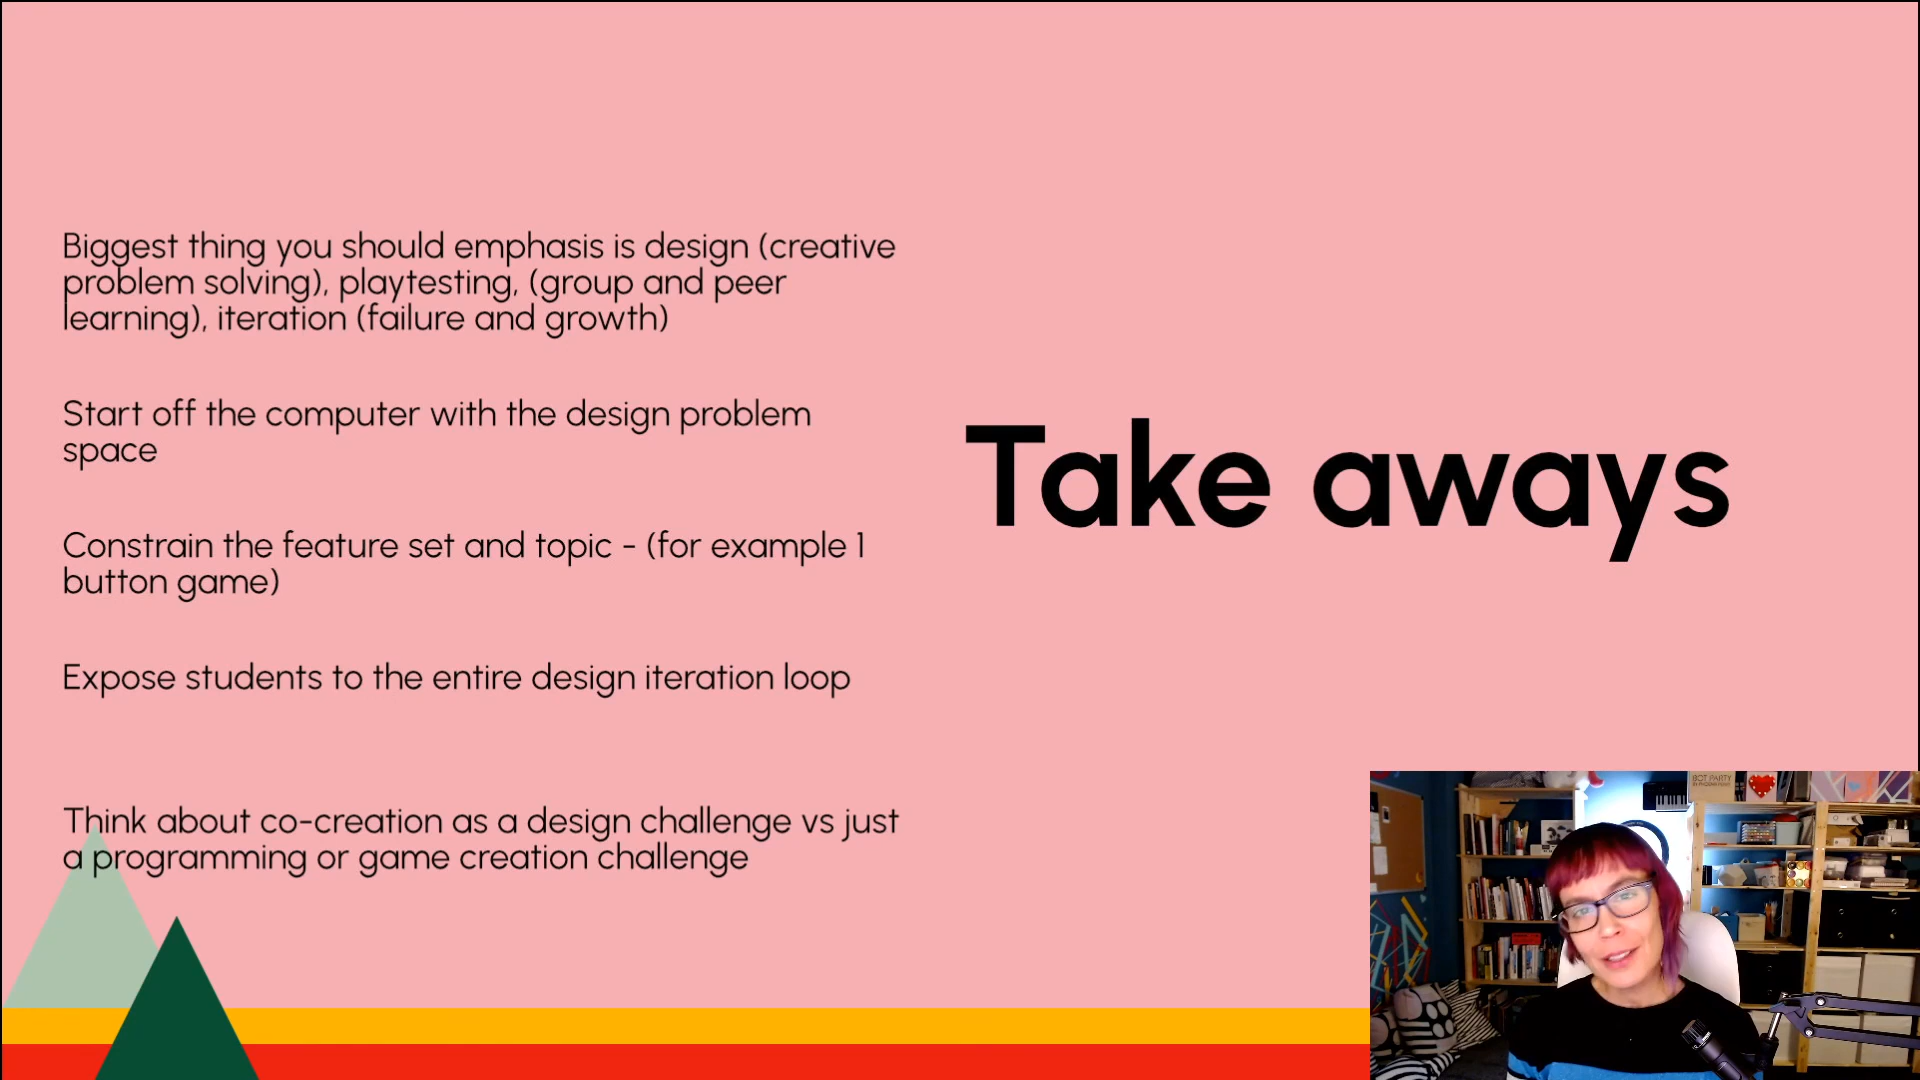 Biggest thing you should emphasis is design (creative
problem solving), playtesting, (group and peer
learning), iteration (failure and growth)
Start off the computer with the design problem
space
Constrain the feature set and topic - (for example 1
button game)
Expose students to the entire design iteration loop
Think about co-creation as a design challenge vs just
a programming or game creation challenge
Take aways
BOT PARTY